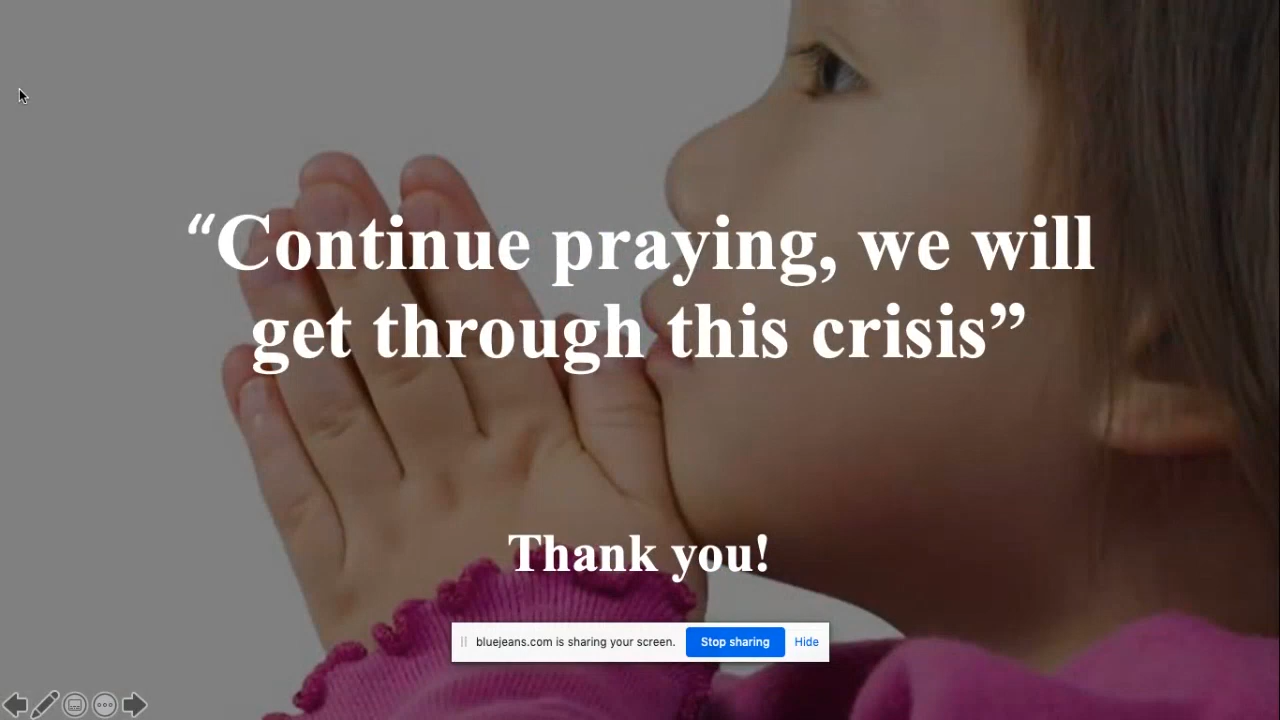 “Continue praying, we will
get through this crisis”
Thank you!
bluejeans.com is sharing your screen. Stop sharing Hide